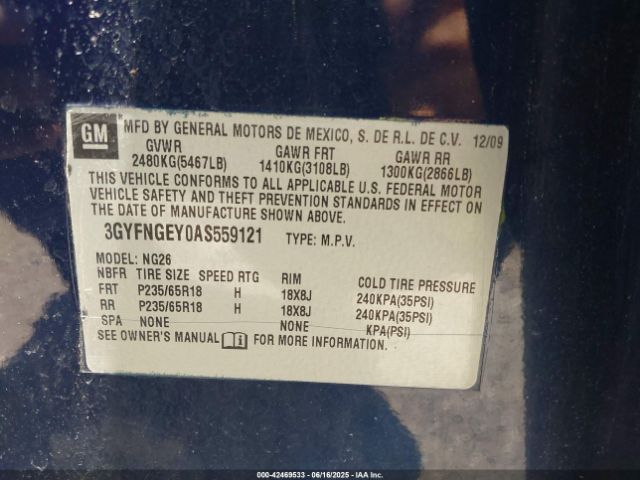 GM
MFD BY GENERAL MOTORS DE MEXICO, S. DE R.L. DE C.V. 12/09
GVWR GAWR FRT GAWR RR
2480KG(5467LB) 1410KG(3108LB) 1300KG(2866LB)
THIS VEHICLE CONFORMS TO ALL APPLICABLE U.S. FEDERAL MOTOR
VEHICLE SAFETY AND THEFT PREVENTION STANDARDS IN EFFECT ON
THE DATE OF MANUFACTURE SHOWN ABOVE.
3GYFNGEY0AS559121 TYPE: M.P.V.
MODEL: NG26
NBFR TIRE SIZE SPEED RTG RIM COLD TIRE PRESSURE
FRT P235/65R18 H 18X8J 240KPA(35PSI)
RR P235/65R18 H 18X8J 240KPA(35PSI)
SPA NONE NONE KPA(PSI)
SEE OWNER'S MANUAL i FOR MORE INFORMATION.
000-42469533 - 06/16/2025 - IAA Inc.